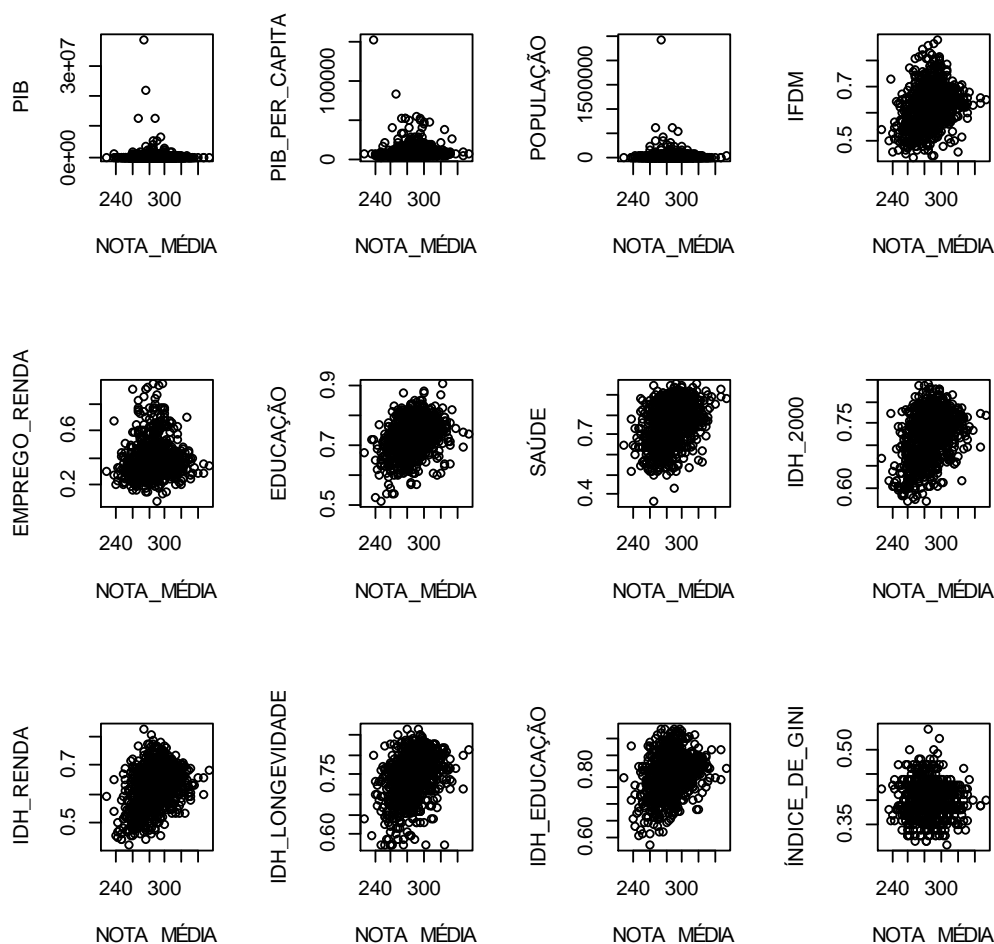 PIB
3e+07
0e+00
240 300
NOTA_MÉDIA
PIB_PER_CAPITA
100000
0
240 300
NOTA_MÉDIA
POPULAÇÃO
1500000
0
240 300
NOTA_MÉDIA
IFDM
0.7
0.5
240 300
NOTA_MÉDIA
EMPREGO_RENDA
0.6
0.2
240 300
NOTA_MÉDIA
EDUCAÇÃO
0.9
0.7
0.5
240 300
NOTA_MÉDIA
SAÚDE
0.7
0.4
240 300
NOTA_MÉDIA
IDH_2000
0.75
0.60
240 300
NOTA_MÉDIA
IDH_RENDA
0.7
0.5
240 300
NOTA_MÉDIA
IDH_LONGEVIDADE
0.75
0.60
240 300
NOTA_MÉDIA
IDH_EDUCAÇÃO
0.80
0.60
240 300
NOTA_MÉDIA
ÍNDICE_DE_GINI
0.50
0.35
240 300
NOTA_MÉDIA